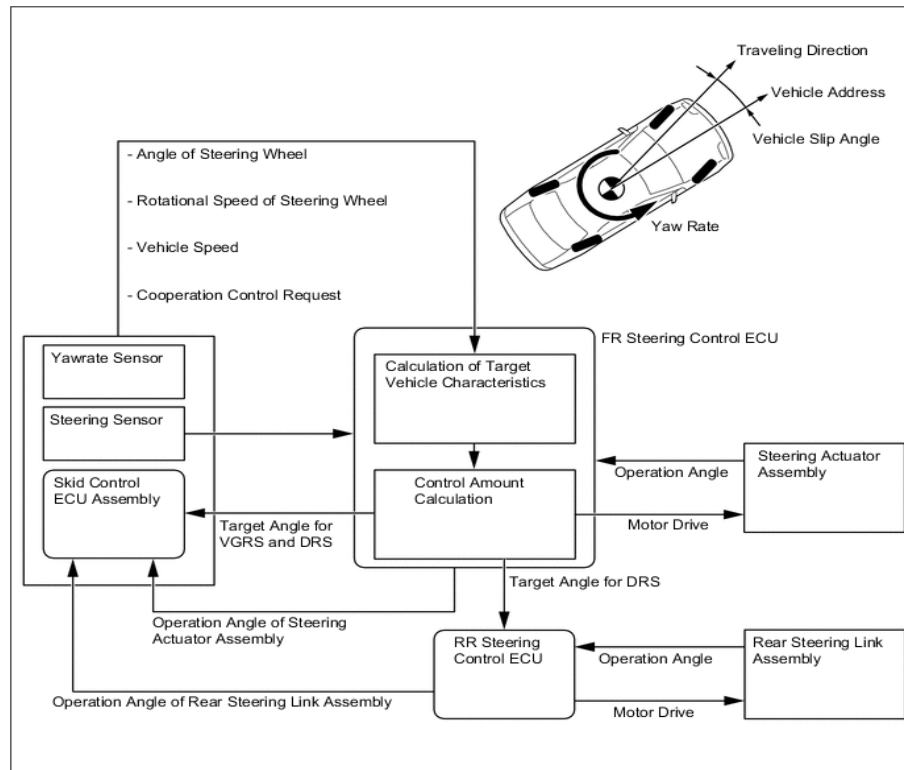 Traveling Direction
Vehicle Address
Vehicle Slip Angle
Yaw Rate
- Angle of Steering Wheel
- Rotational Speed of Steering Wheel
- Vehicle Speed
- Cooperation Control Request
FR Steering Control ECU
Yawrate Sensor
Calculation of Target
Vehicle Characteristics
Steering Sensor
Skid Control
ECU Assembly
Control Amount
Calculation
Operation Angle
Steering Actuator
Assembly
Target Angle for
VGRS and DRS
Motor Drive
Target Angle for DRS
Operation Angle of Steering
Actuator Assembly
RR Steering
Control ECU
Operation Angle
Rear Steering Link
Assembly
Operation Angle of Rear Steering Link Assembly
Motor Drive